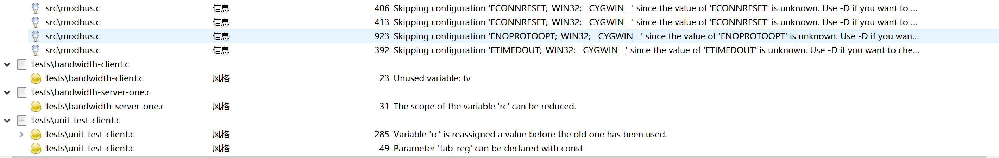 src\modbus.c 信息 406 Skipping configuration 'ECONNRESET;_WIN32;__CYGWIN__' since the value of 'ECONNRESET' is unknown. Use -D if you want to ...
src\modbus.c 信息 413 Skipping configuration 'ECONNRESET;_WIN32;__CYGWIN__' since the value of 'ECONNRESET' is unknown. Use -D if you want to ...
src\modbus.c 信息 923 Skipping configuration 'ENOPROTOOPT;_WIN32;__CYGWIN__' since the value of 'ENOPROTOOPT' is unknown. Use -D if you wan...
src\modbus.c 信息 392 Skipping configuration 'ETIMEDOUT;_WIN32;__CYGWIN__' since the value of 'ETIMEDOUT' is unknown. Use -D if you want to che...
tests\bandwidth-client.c
tests\bandwidth-client.c 风格 23 Unused variable: tv
tests\bandwidth-server-one.c
tests\bandwidth-server-one.c 风格 31 The scope of the variable 'rc' can be reduced.
tests\unit-test-client.c
tests\unit-test-client.c 风格 285 Variable 'rc' is reassigned a value before the old one has been used.
tests\unit-test-client.c 风格 49 Parameter 'tab_reg' can be declared with const